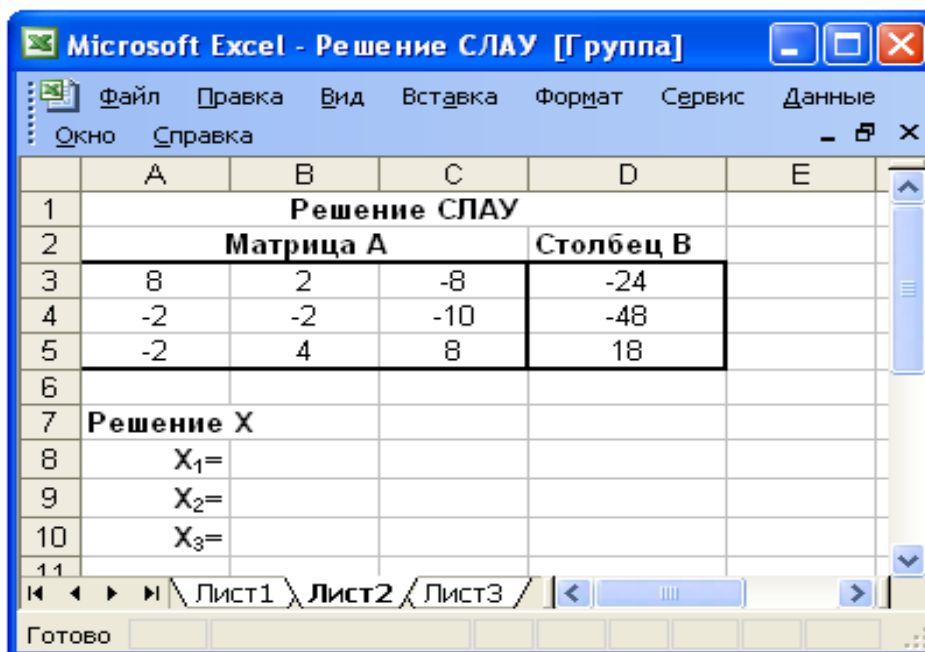 Microsoft Excel - Решение СЛАУ [Группа]
Файл Правка Вид Вставка Формат Сервис Данные
Окно Справка
A B C D E
1 Решение СЛАУ
2 Матрица А Столбец В
3 8 2 -8 -24
4 -2 -2 -10 -48
5 -2 4 8 18
6
7 Решение X
8 X₁=
9 X₂=
10 X₃=
11
Лист1 Лист2 Лист3
Готово